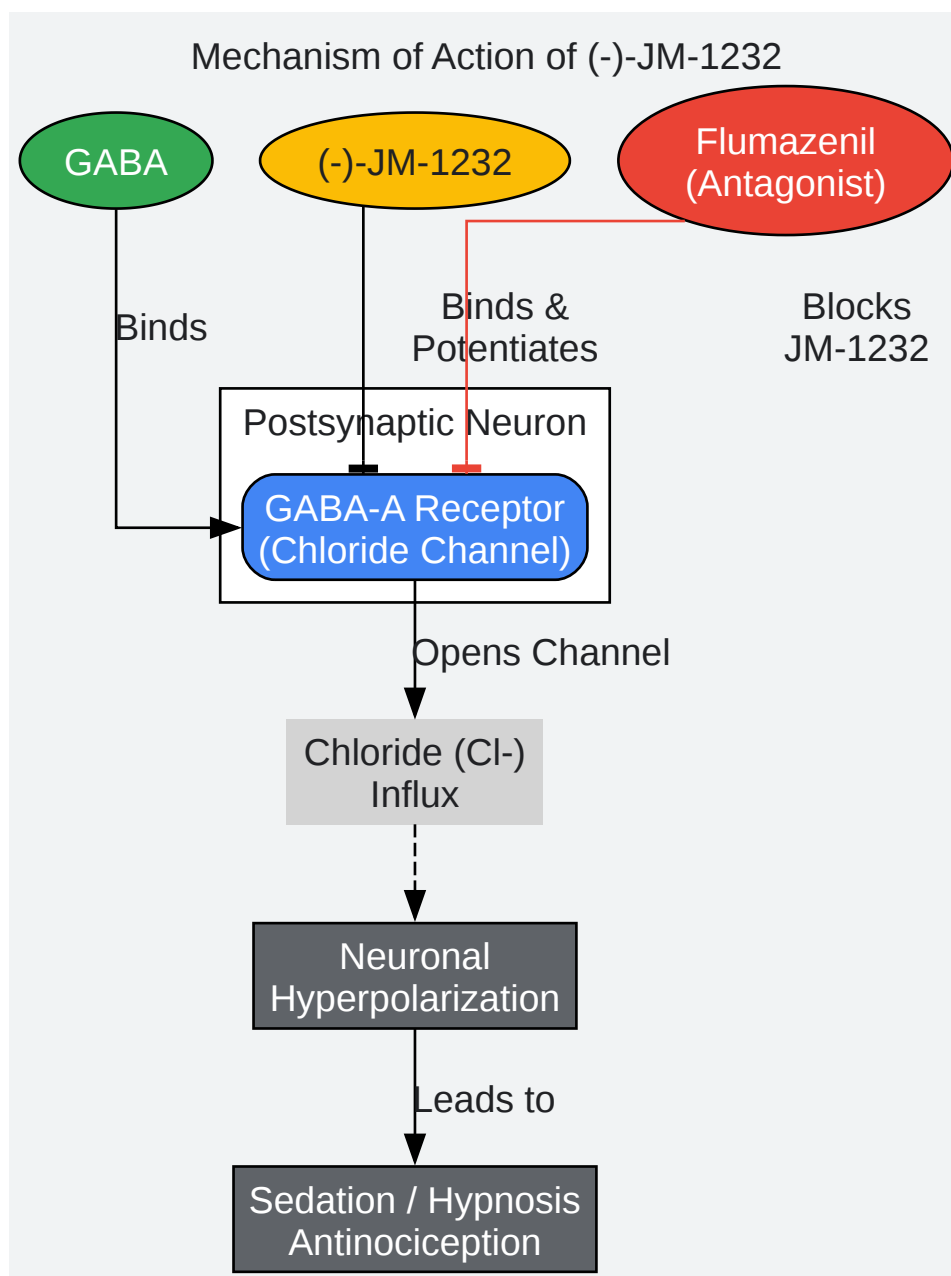 Mechanism of Action of (-)-JM-1232
GABA
(-)-JM-1232
Flumazenil
(Antagonist)
Binds
Binds &
Potentiates
Blocks
JM-1232
Postsynaptic Neuron
GABA-A Receptor
(Chloride Channel)
Opens Channel
Chloride (Cl-)
Influx
Neuronal
Hyperpolarization
Leads to
Sedation / Hypnosis
Antinociception